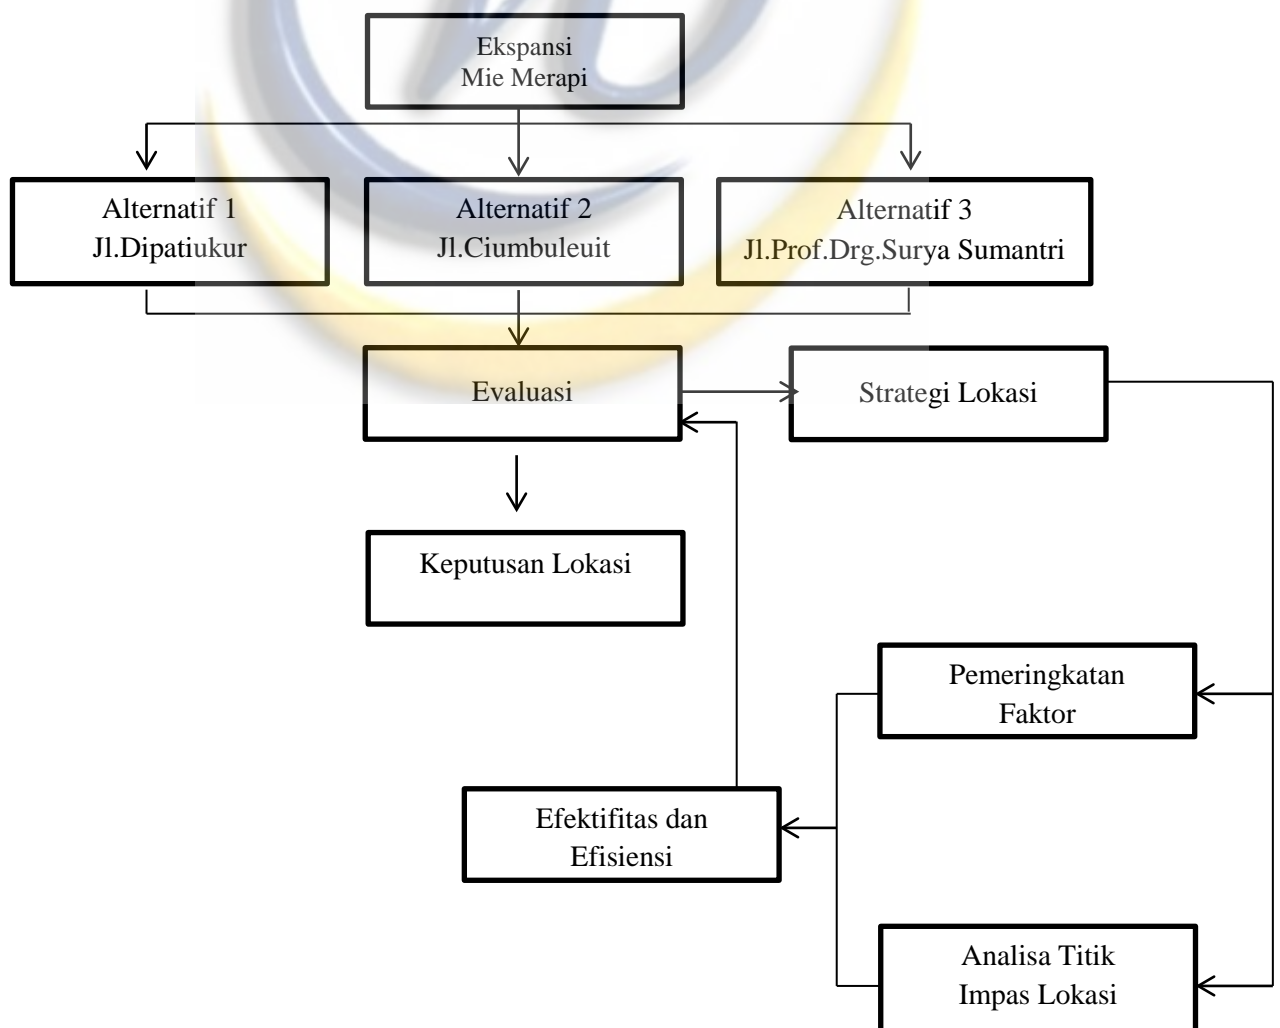 Ekspansi
Mie Merapi
Alternatif 1
Jl.Dipatiukur
Alternatif 2
Jl.Ciumbuleuit
Alternatif 3
Jl.Prof.Drg.Surya Sumantri
Evaluasi
Strategi Lokasi
Keputusan Lokasi
Pemeringkatan
Faktor
Efektifitas dan
Efisiensi
Analisa Titik
Impas Lokasi